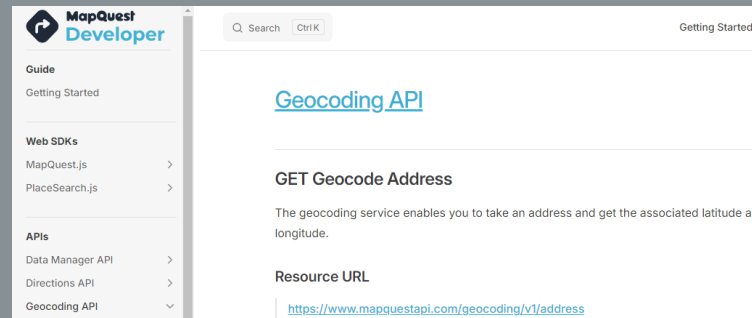 MapQuest
Developer
Guide
Getting Started
Web SDKs
MapQuest.js
PlaceSearch.js
APIs
Data Manager API
Directions API
Geocoding API
Search Ctrl K
Getting Started
Geocoding API
GET Geocode Address
The geocoding service enables you to take an address and get the associated latitude a
longitude.
Resource URL
https://www.mapquestapi.com/geocoding/v1/address